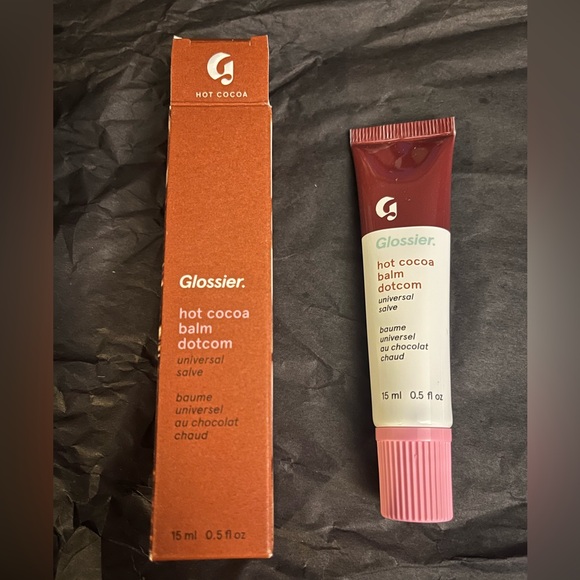 G
HOT COCOA
Glossier.
hot cocoa
balm
dotcom
universal
salve
baume
universel
au chocolat
chaud
15 ml 0.5 fl oz
G
Glossier.
hot cocoa
balm
dotcom
universal
salve
baume
universel
au chocolat
chaud
15 ml 0.5 fl oz